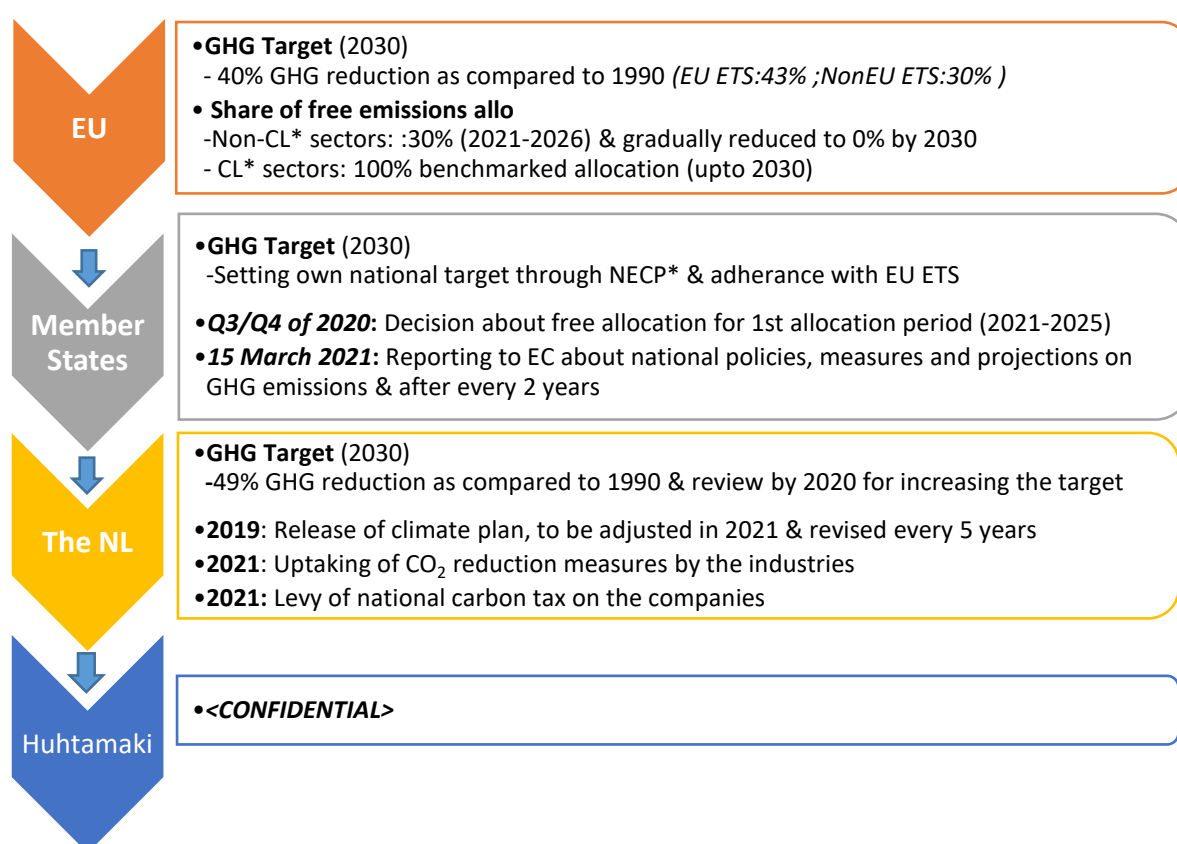 EU
•GHG Target (2030)
- 40% GHG reduction as compared to 1990 (EU ETS:43% ;NonEU ETS:30% )
• Share of free emissions allo
-Non-CL* sectors: :30% (2021-2026) & gradually reduced to 0% by 2030
- CL* sectors: 100% benchmarked allocation (upto 2030)
Member
States
•GHG Target (2030)
-Setting own national target through NECP* & adherance with EU ETS
•Q3/Q4 of 2020: Decision about free allocation for 1st allocation period (2021-2025)
•15 March 2021: Reporting to EC about national policies, measures and projections on
GHG emissions & after every 2 years
The NL
•GHG Target (2030)
-49% GHG reduction as compared to 1990 & review by 2020 for increasing the target
•2019: Release of climate plan, to be adjusted in 2021 & revised every 5 years
•2021: Uptaking of CO₂ reduction measures by the industries
•2021: Levy of national carbon tax on the companies
Huhtamaki
•<CONFIDENTIAL>